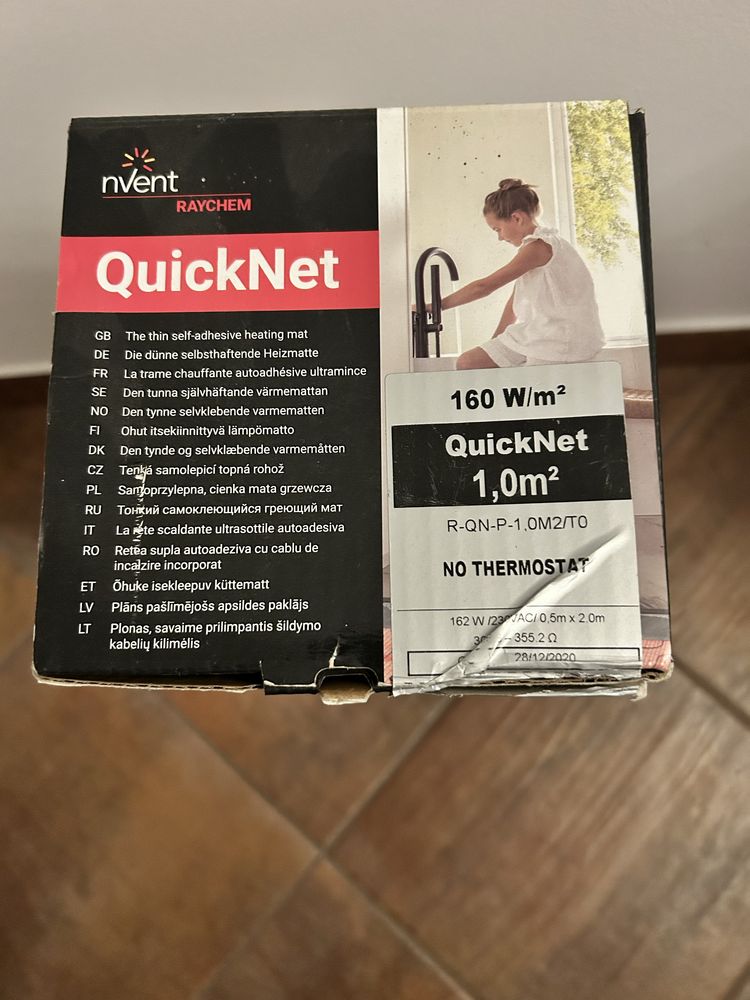 nVent
RAYCHEM
QuickNet
GB The thin self-adhesive heating mat
DE Die dünne selbsthaftende Heizmatte
FR La trame chauffante autoadhésive ultramince
SE Den tunna självhäftande värmemattan
NO Den tynne selvklebende varmematten
FI Ohut itsekiinnittyvä lämpömatto
DK Den tynde og selvklæbende varmemåtten
CZ Tenká samolepicí topná rohož
PL Samoprzylepna, cienka mata grzewcza
RU Тонкий самоклеющийся греющий мат
IT La rete scaldante ultrasottile autoadesiva
RO Retea supla autoadeziva cu cablu de
incalzire incorporat
ET Õhuke isekleepuv küttematt
LV Plāns pašlīmējošs apsildes paklājs
LT Plonas, savaime prilimpantis šildymo
kabelių kilimėlis
160 W/m²
QuickNet
1,0m²
R-QN-P-1,0M2/T0
NO THERMOSTAT
162 W /230VAC/ 0,5m x 2.0m
355.2 Ω
28/12/2020